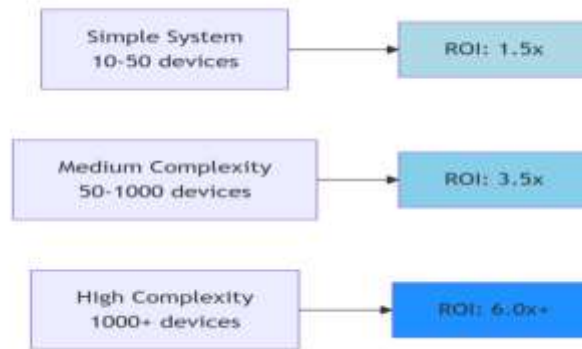 Simple System
10-50 devices
ROI: 1.5x
Medium Complexity
50-1000 devices
ROI: 3.5x
High Complexity
1000+ devices
ROI: 6.0x+